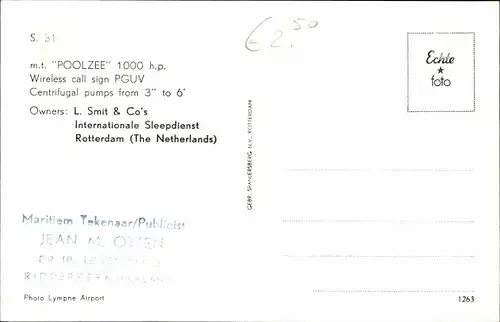 S. 31
€ 2.50
m.t. "POOLZEE" 1000 h.p.
Wireless call sign PGUV
Centrifugal pumps from 3" to 6'
Owners: L. Smit & Co's
Internationale Sleepdienst
Rotterdam (The Netherlands)
Echte
foto
GEBR. SPANJERSBERG N.V., ROTTERDAM
Maritiem Tekenaar/Publicist
JEAN M. OTTEN
RIDDERKERK
Photo Lympne Airport
1263